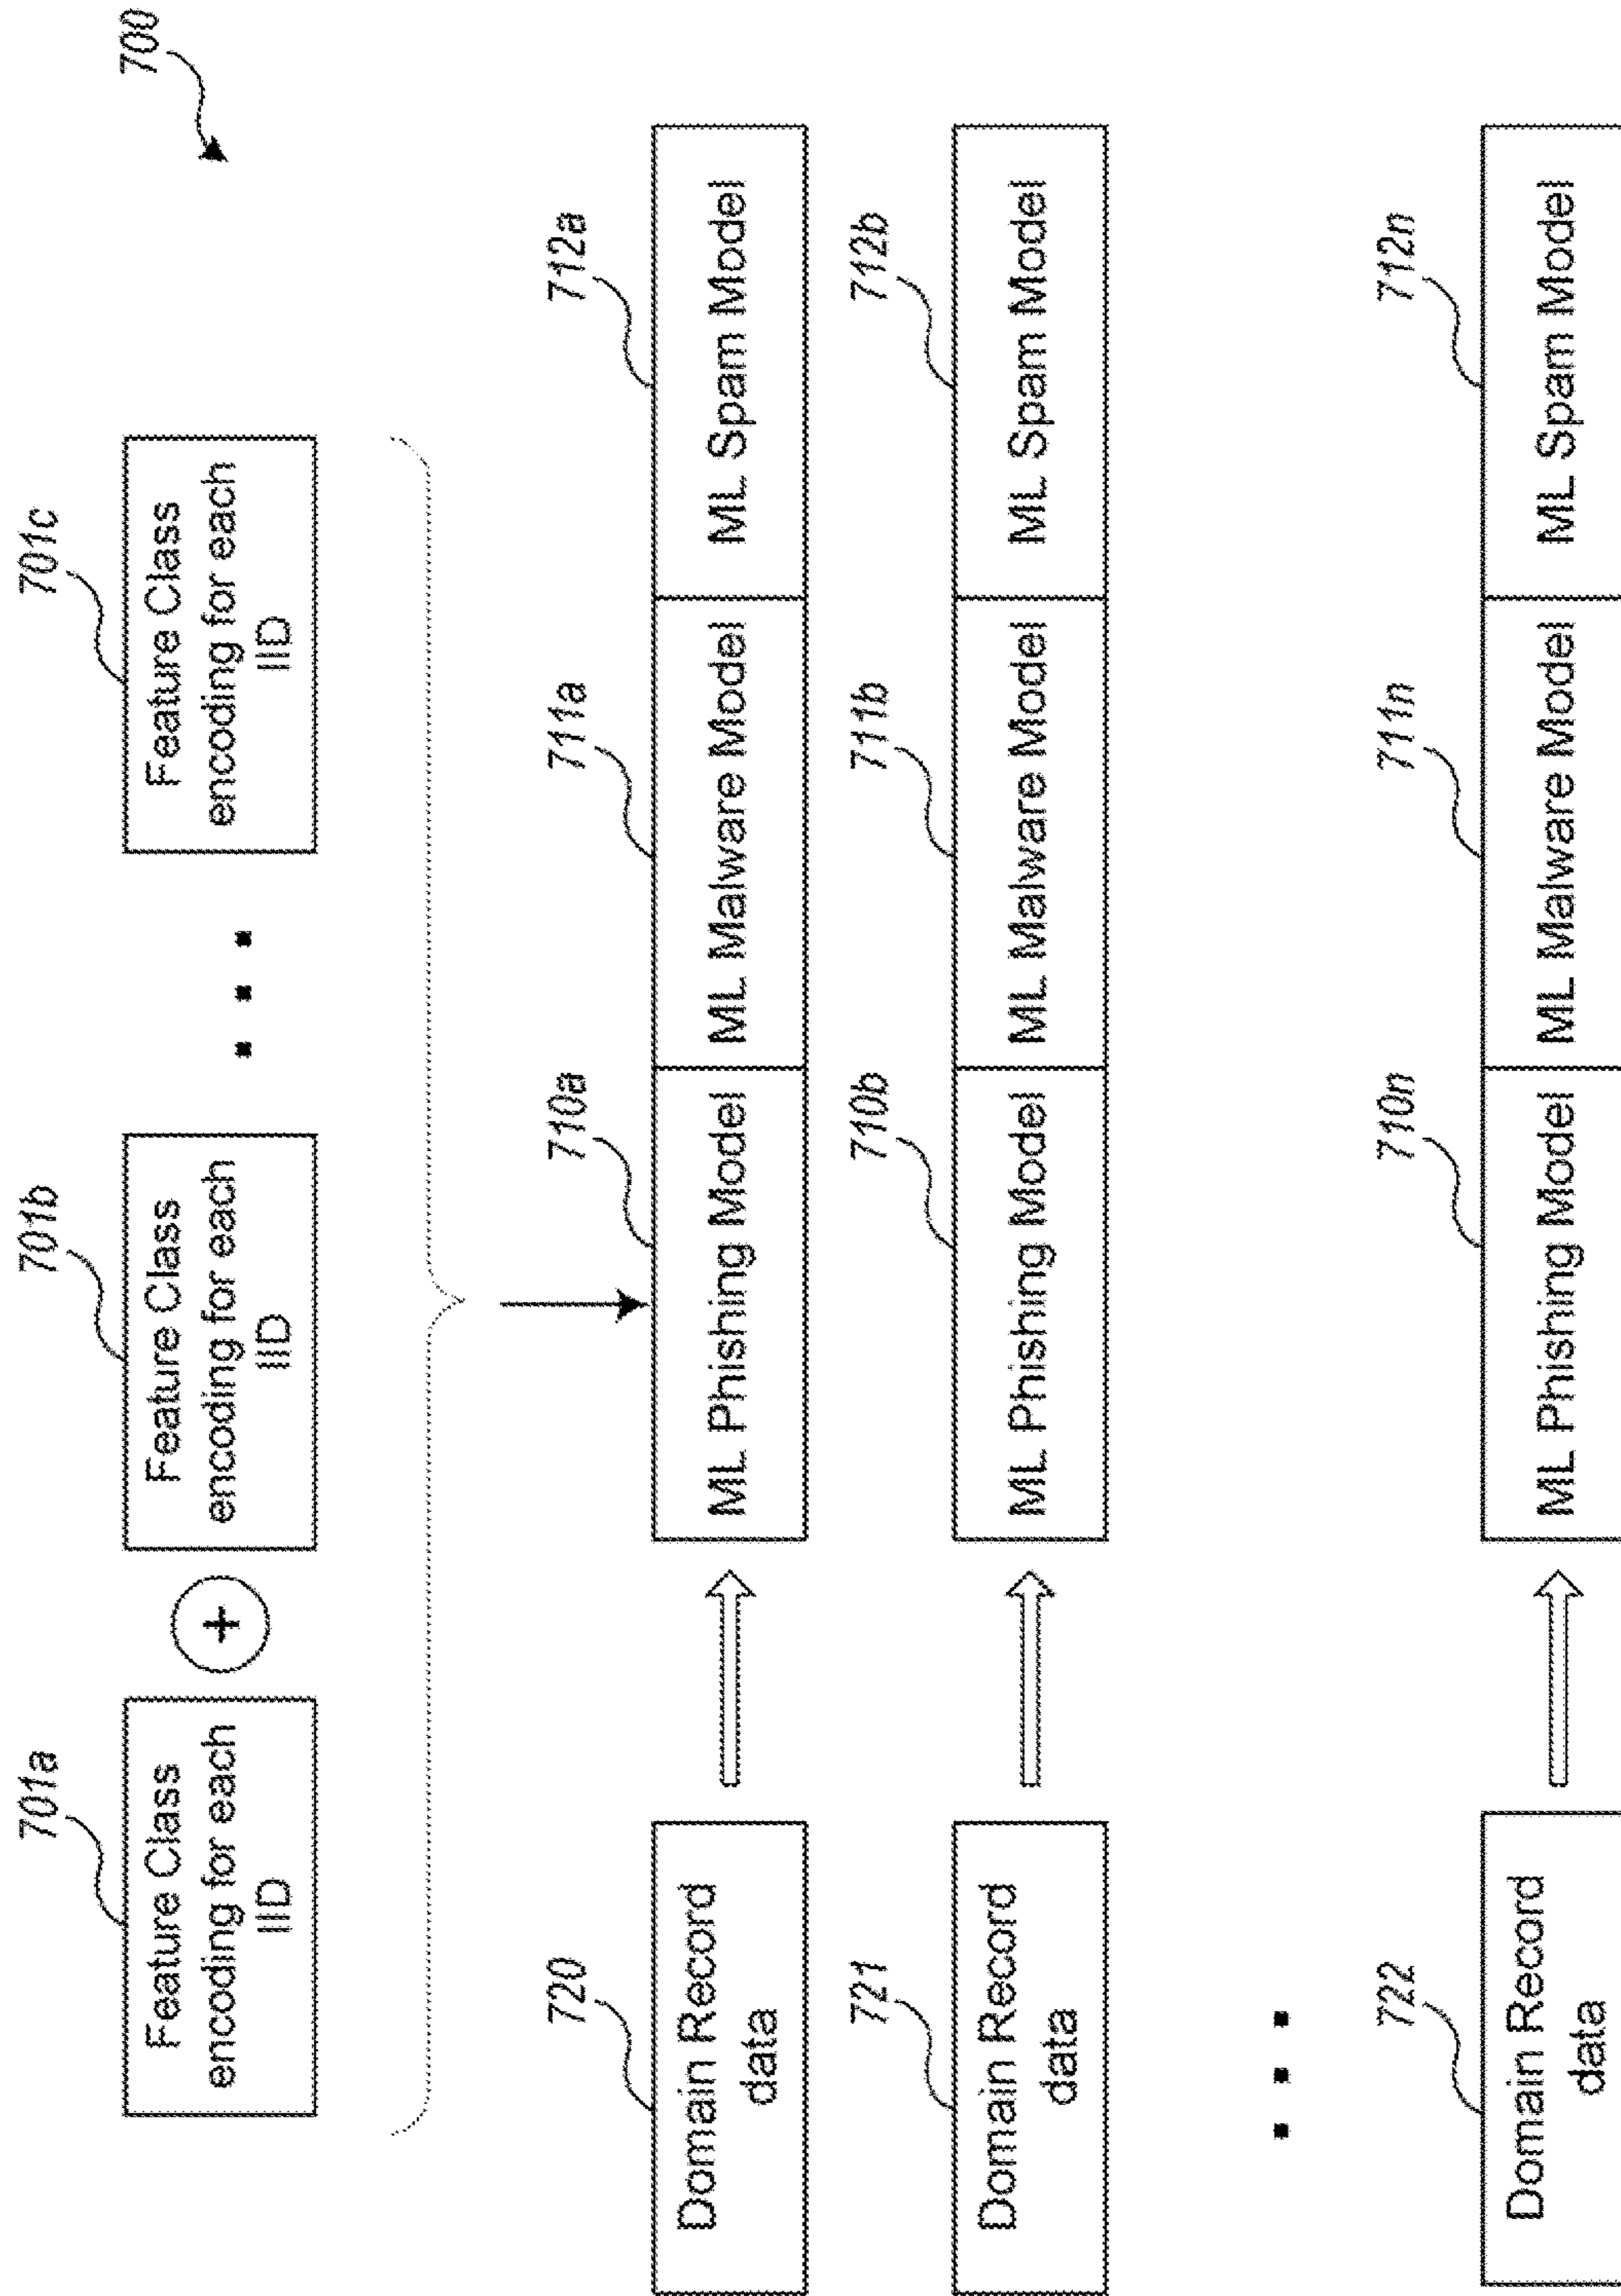 700
701a
701b
701c
Feature Class
encoding for each
IID
+
Feature Class
encoding for each
IID
Feature Class
encoding for each
IID
710a
711a
712a
720
Domain Record
data
ML Phishing Model
ML Malware Model
ML Spam Model
710b
711b
712b
721
Domain Record
data
ML Phishing Model
ML Malware Model
ML Spam Model
710n
711n
712n
722
Domain Record
data
ML Phishing Model
ML Malware Model
ML Spam Model